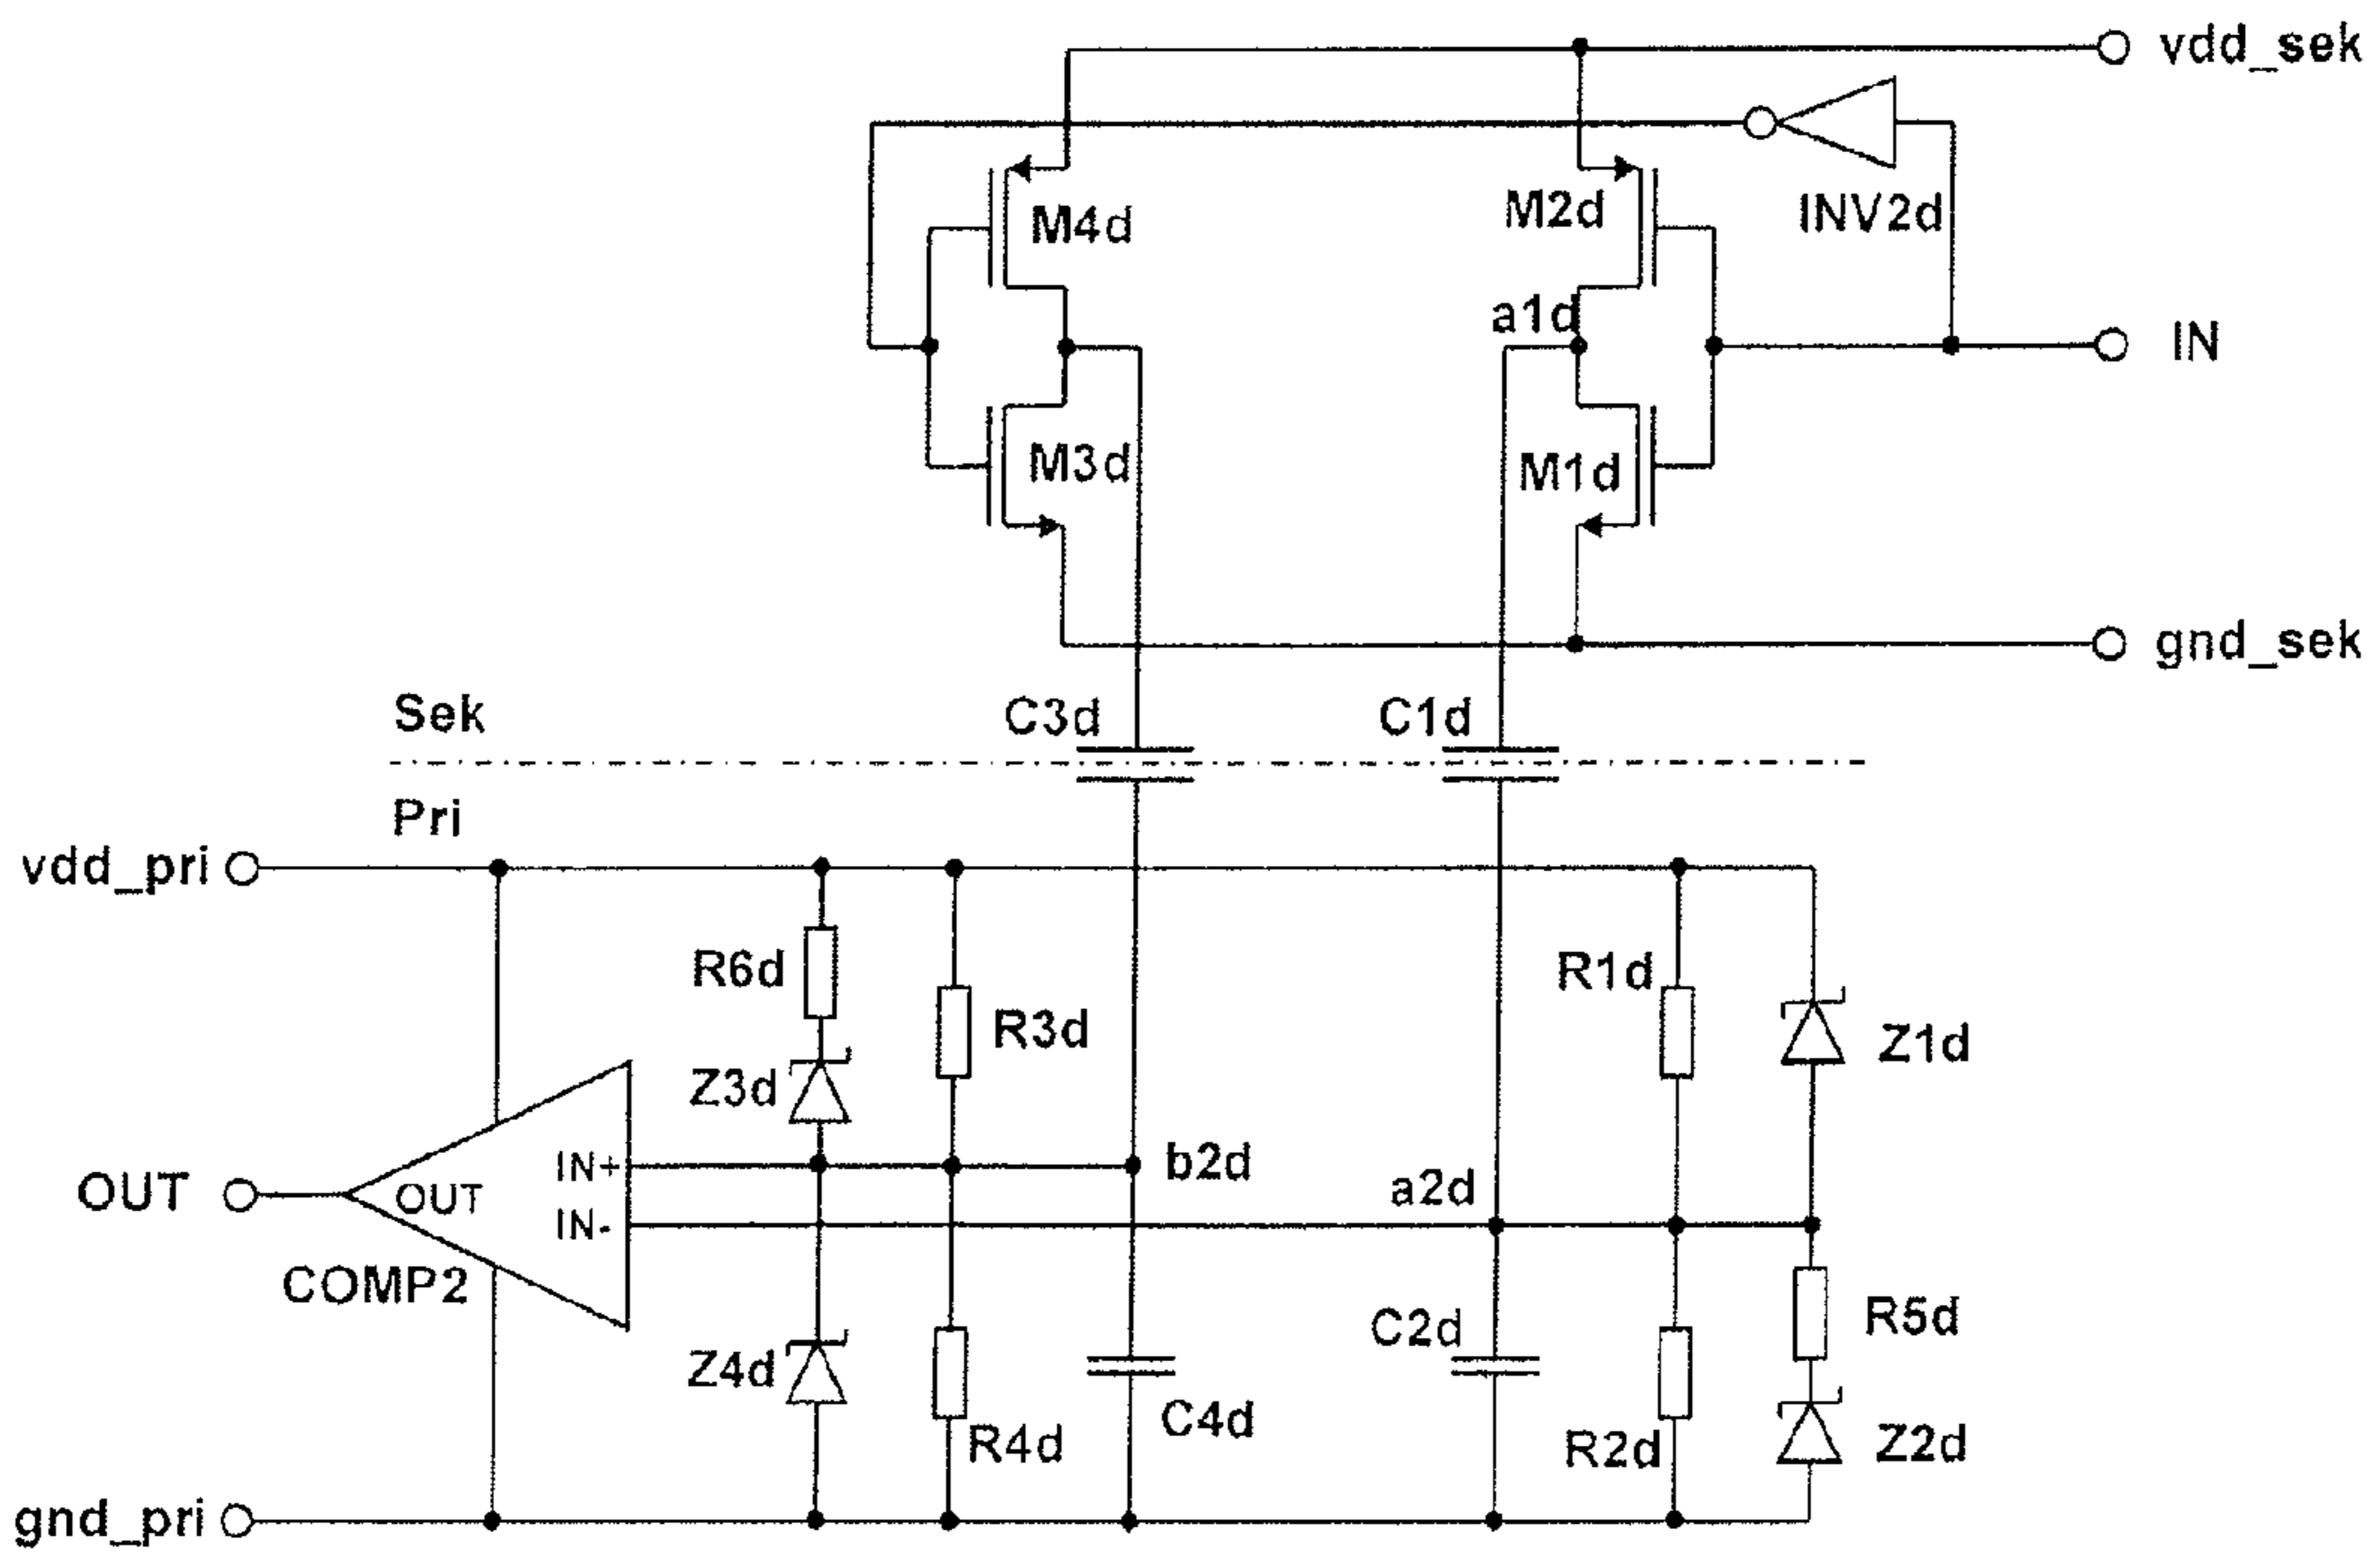 vdd_sek
M4d
M2d
INV2d
a1d
IN
M3d
M1d
gnd_sek
Sek
C3d
C1d
Pri
vdd_pri
R6d
R3d
R1d
Z1d
Z3d
IN+
b2d
a2d
OUT
OUT
IN-
COMP2
Z4d
R4d
C4d
C2d
R5d
R2d
Z2d
gnd_pri